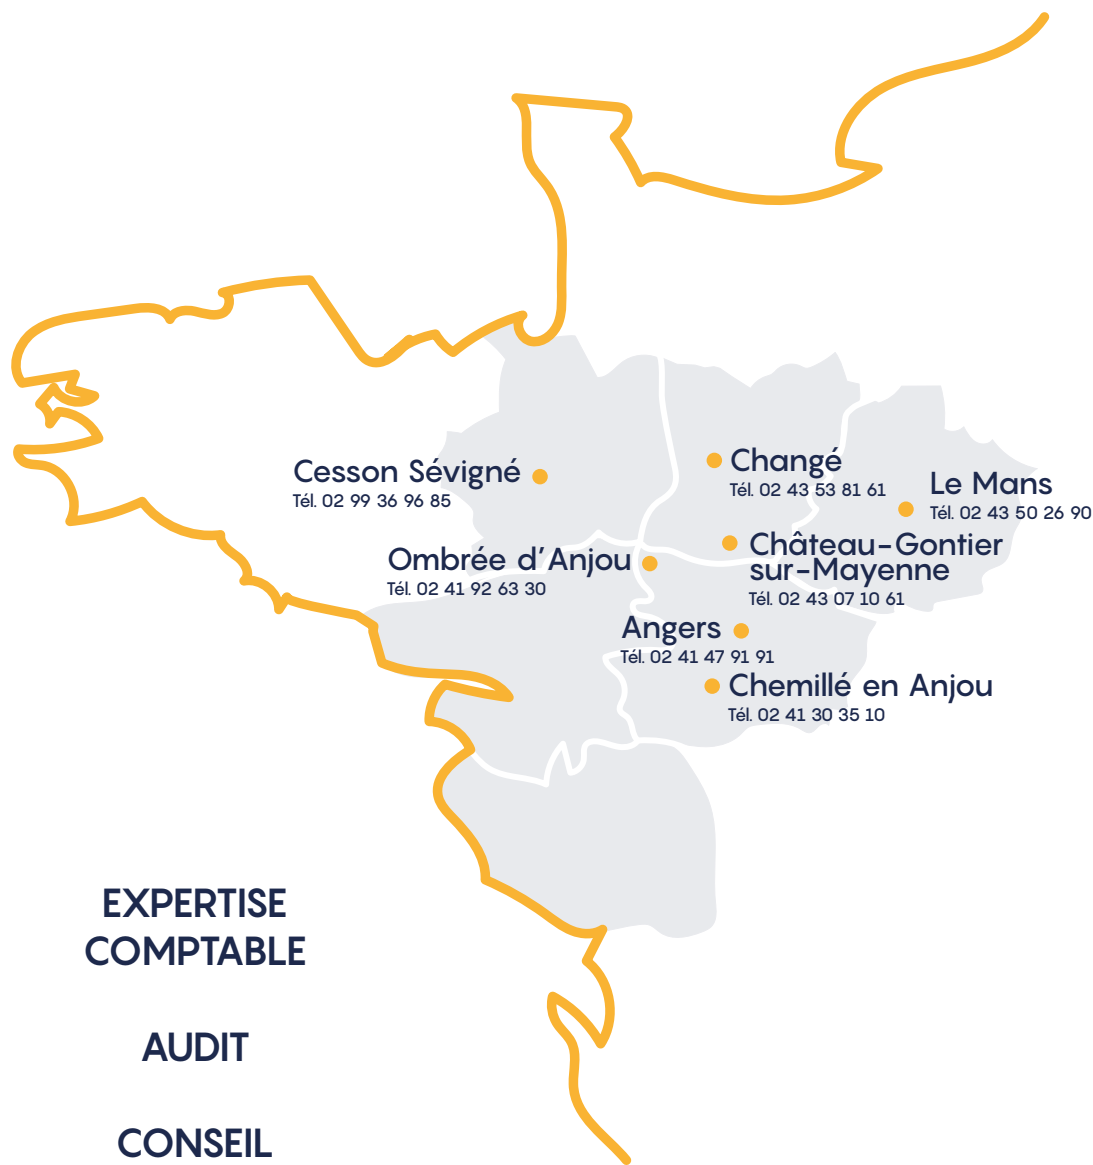 Cesson Sévigné
Tél. 02 99 36 96 85
Changé
Tél. 02 43 53 81 61
Le Mans
Tél. 02 43 50 26 90
Ombrée d'Anjou
Tél. 02 41 92 63 30
Château-Gontier
sur-Mayenne
Tél. 02 43 07 10 61
Angers
Tél. 02 41 47 91 91
Chemillé en Anjou
Tél. 02 41 30 35 10
EXPERTISE
COMPTABLE
AUDIT
CONSEIL